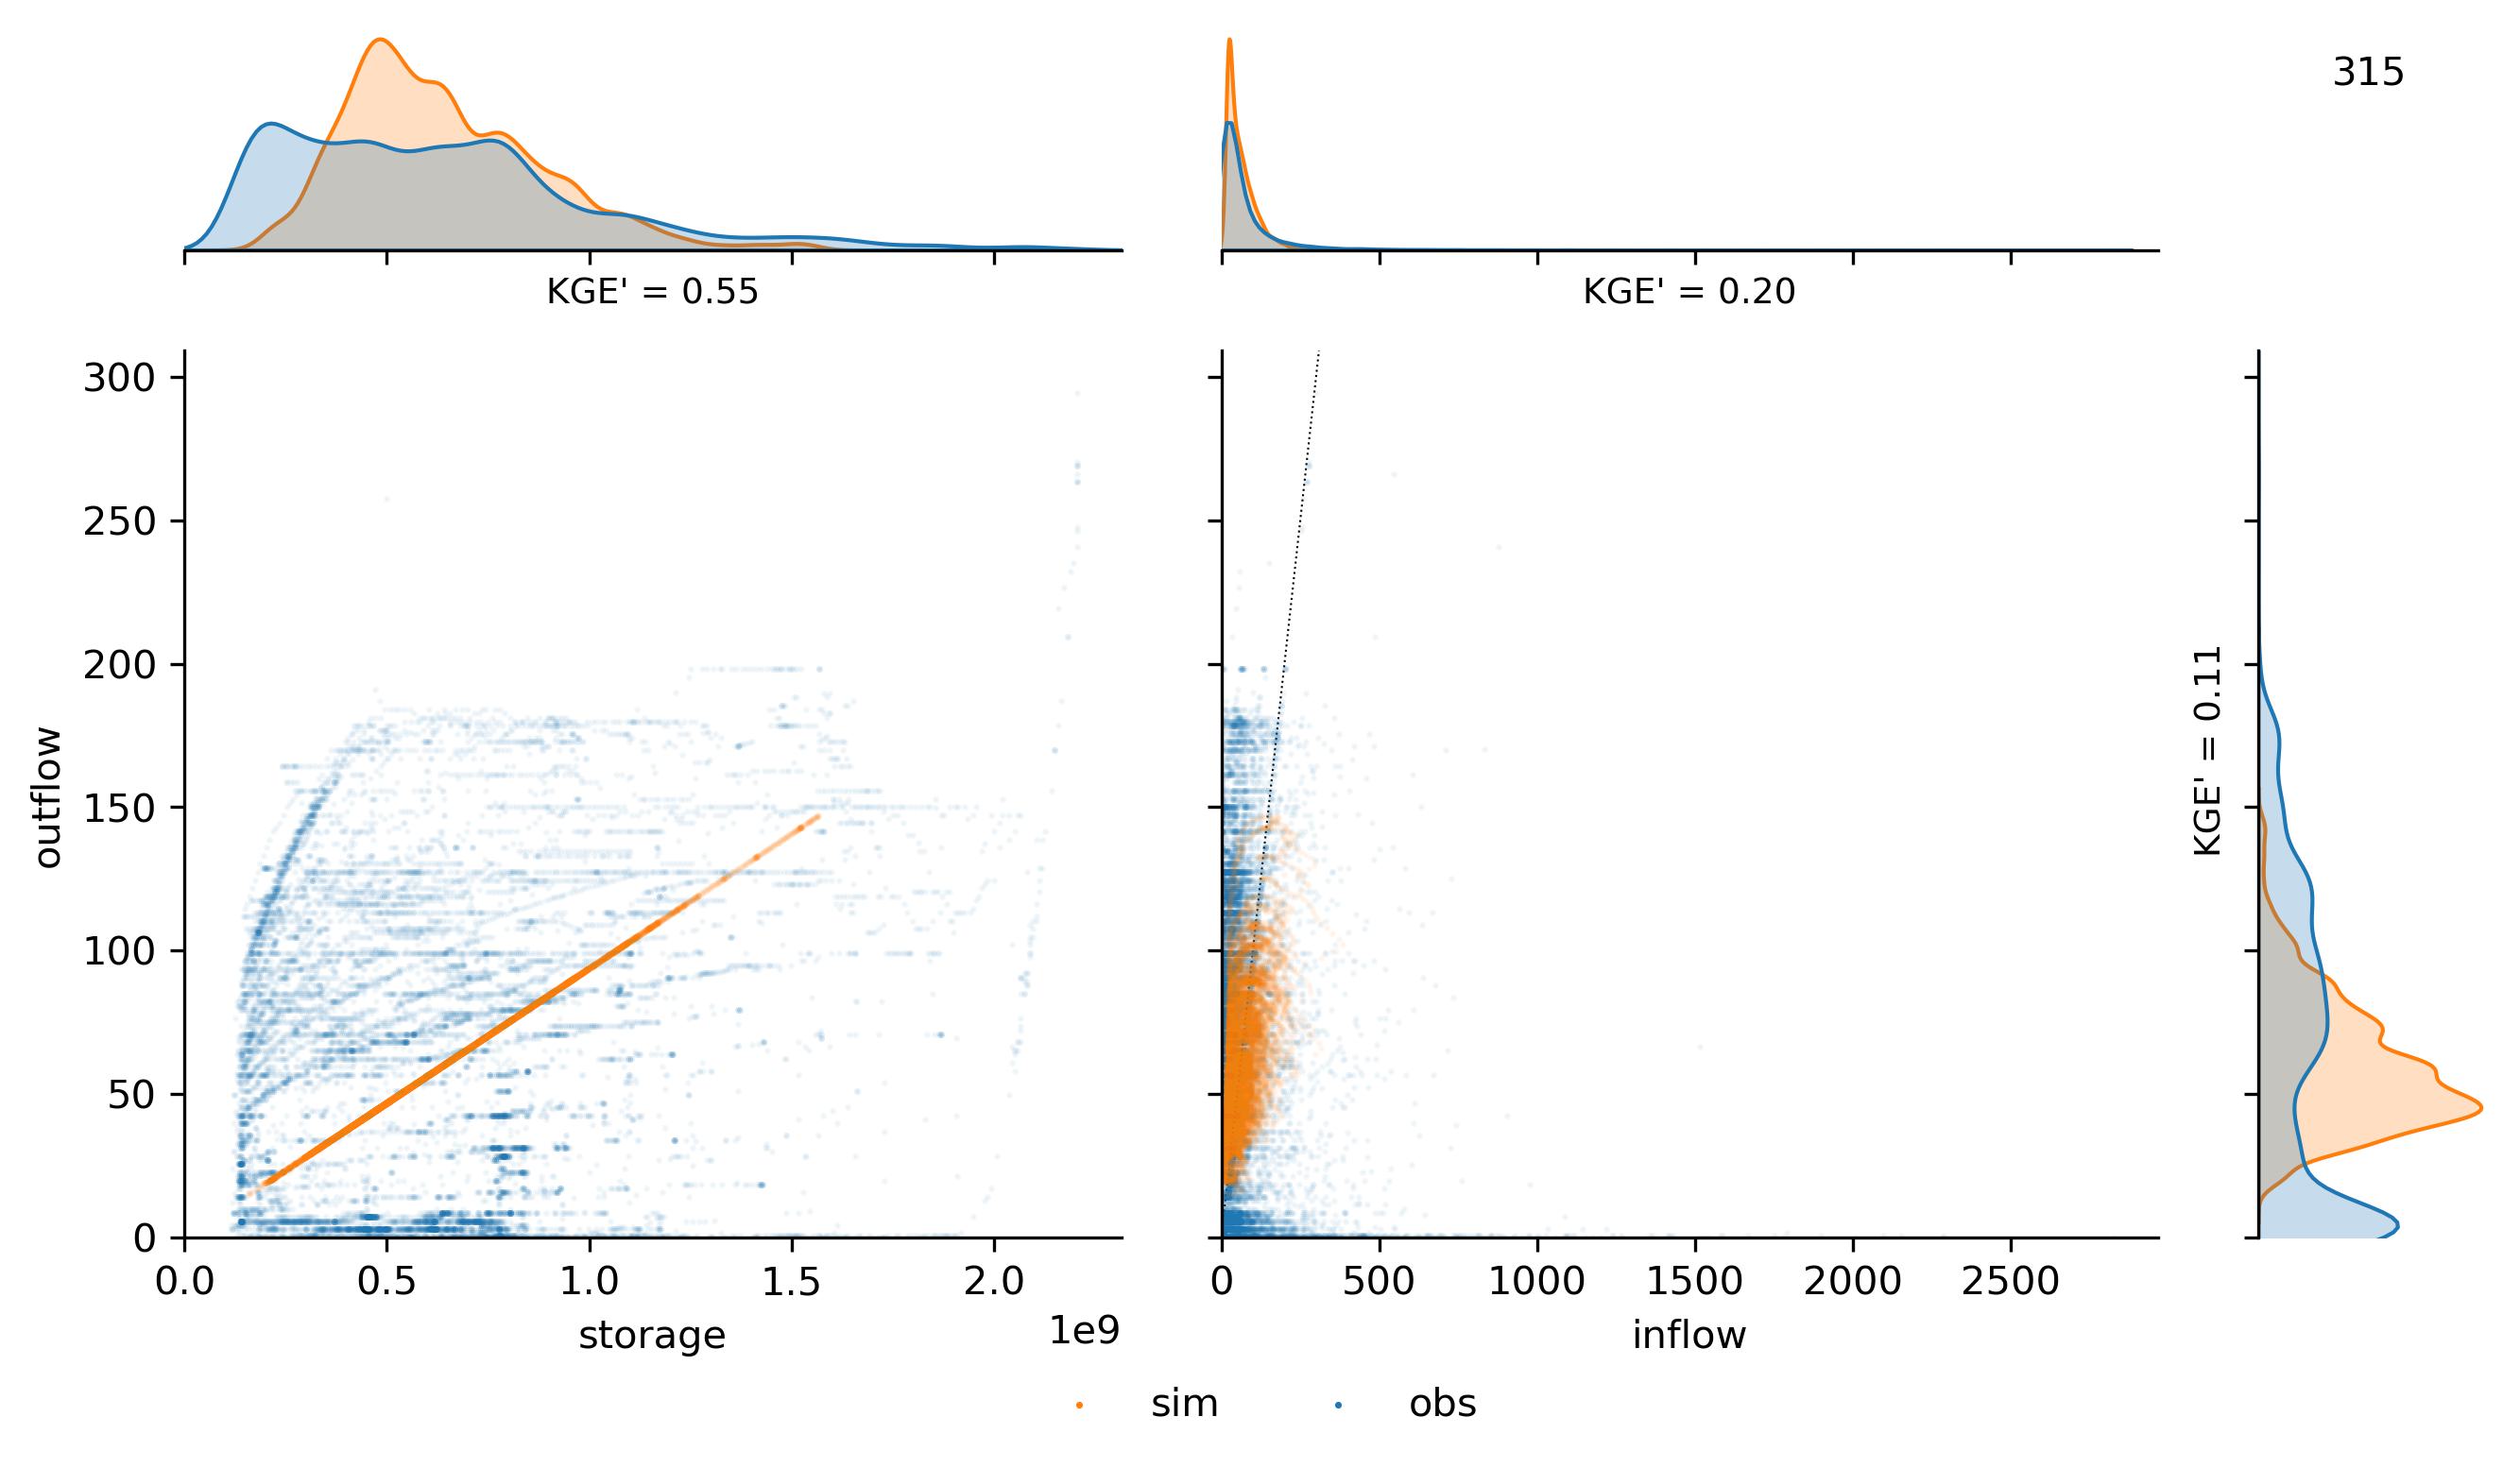 315
KGE' = 0.55
KGE' = 0.20
300
250
200
150
100
50
0
outflow
KGE' = 0.11
0.0 0.5 1.0 1.5 2.0
1e9
storage
0 500 1000 1500 2000 2500
inflow
sim obs